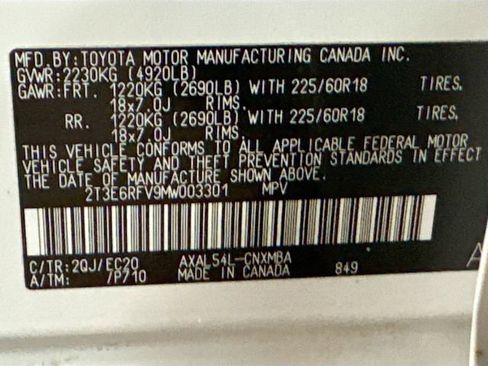 MFD. BY: TOYOTA MOTOR MANUFACTURING CANADA INC.
GVWR: 2230KG (4920LB)
GAWR: FRT. 1220KG (2690LB) WITH 225/60R18 TIRES.
18x7.0J RIMS.
RR. 1220KG (2690LB) WITH 225/60R18 TIRES.
18x7.0J RIMS.
THIS VEHICLE CONFORMS TO ALL APPLICABLE FEDERAL MOTOR
VEHICLE SAFETY AND THEFT PREVENTION STANDARDS IN EFFECT
THE DATE OF MANUFACTURE SHOWN ABOVE.
2T3E6RFV9MW003301 MPV
C/TR: 2QJ/EC20 AXAL54L-CNXMBA
A/TM: /P710 MADE IN CANADA 849
A